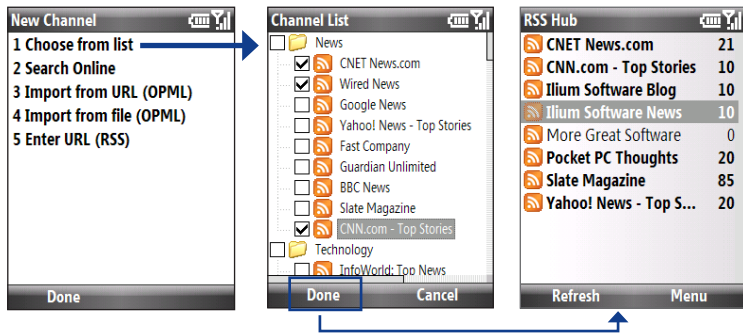 New Channel
1 Choose from list
2 Search Online
3 Import from URL (OPML)
4 Import from file (OPML)
5 Enter URL (RSS)
Done
Channel List
News
CNET News.com
Wired News
Google News
Yahoo! News - Top Stories
Fast Company
Guardian Unlimited
BBC News
Slate Magazine
CNN.com - Top Stories
Technology
InfoWorld: Top News
Done Cancel
RSS Hub
CNET News.com 21
CNN.com - Top Stories 10
Ilium Software Blog 10
Ilium Software News 10
More Great Software 0
Pocket PC Thoughts 20
Slate Magazine 85
Yahoo! News - Top S... 20
Refresh Menu